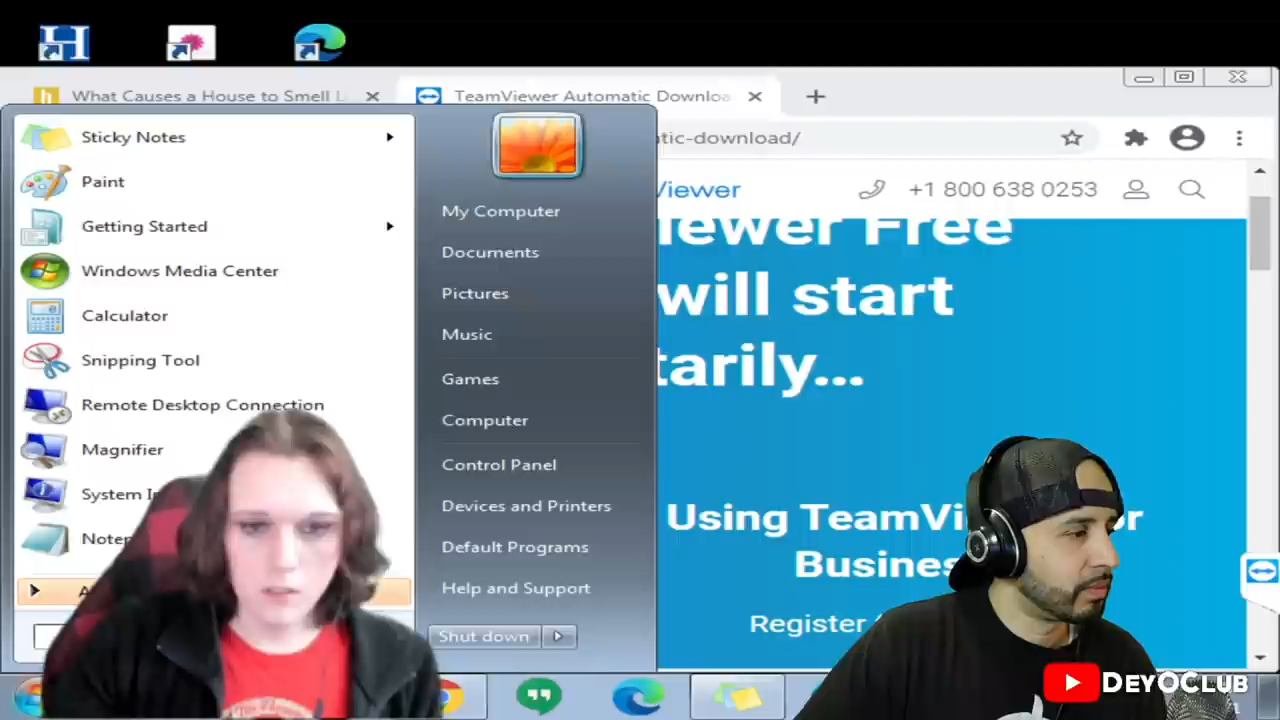 H
What Causes a House to Smell L
TeamViewer Automatic Downloa
tic-download/
Viewer
+1 800 638 0253
iewer Free
will start
tarily...
Using TeamVi or
Busines
Register
Sticky Notes
Paint
Getting Started
Windows Media Center
Calculator
Snipping Tool
Remote Desktop Connection
Magnifier
System I
Notep
My Computer
Documents
Pictures
Music
Games
Computer
Control Panel
Devices and Printers
Default Programs
Help and Support
Shut down
DEYOCLUB